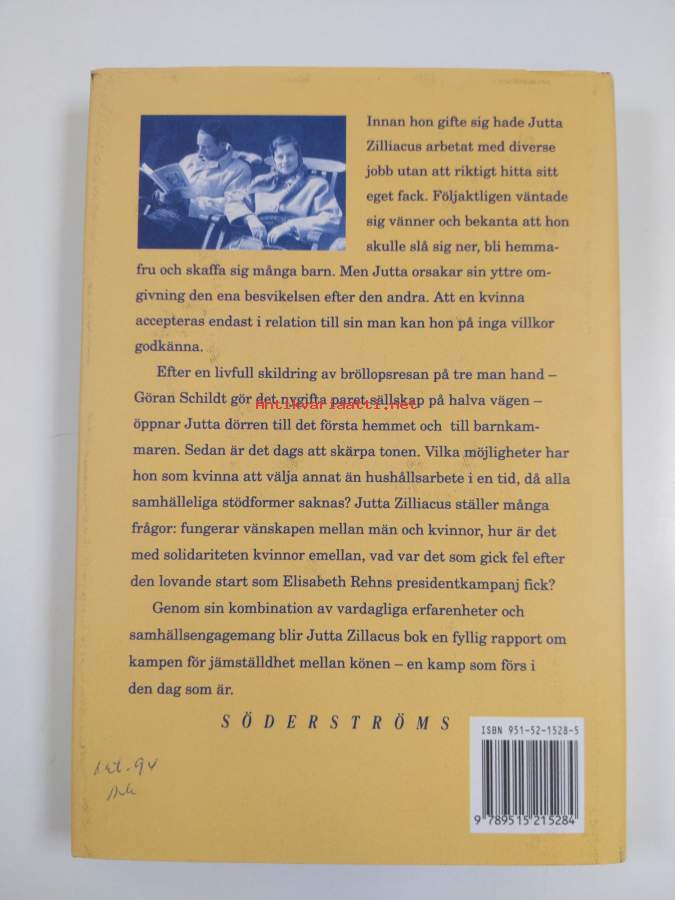 Innan hon gifte sig hade Jutta
Zilliacus arbetat med diverse
jobb utan att riktigt hitta sitt
eget fack. Följaktligen väntade
sig vänner och bekanta att hon
skulle slå sig ner, bli hemma-
fru och skaffa sig många barn. Men Jutta orsakar sin yttre om-
givning den ena besvikelsen efter den andra. Att en kvinna
accepteras endast i relation till sin man kan hon på inga villkor
godkänna.
Efter en livfull skildring av bröllopsresan på tre man hand –
Göran Schildt gör det nygifta paret sällskap på halva vägen –
Antikvariaatti.net
öppnar Jutta dörren till det första hemmet och till barnkam-
maren. Sedan är det dags att skärpa tonen. Vilka möjligheter har
hon som kvinna att välja annat än hushållsarbete i en tid, då alla
samhälleliga stödformer saknas? Jutta Zilliacus ställer många
frågor: fungerar vänskapen mellan män och kvinnor, hur är det
med solidariteten kvinnor emellan, vad var det som gick fel efter
den lovande start som Elisabeth Rehns presidentkampanj fick?
Genom sin kombination av vardagliga erfarenheter och
samhällsengagemang blir Jutta Zillacus bok en fyllig rapport om
kampen för jämställdhet mellan könen – en kamp som förs i
den dag som är.
SÖDERSTRÖMS
ISBN 951-52-1528-5
9 789515 215284